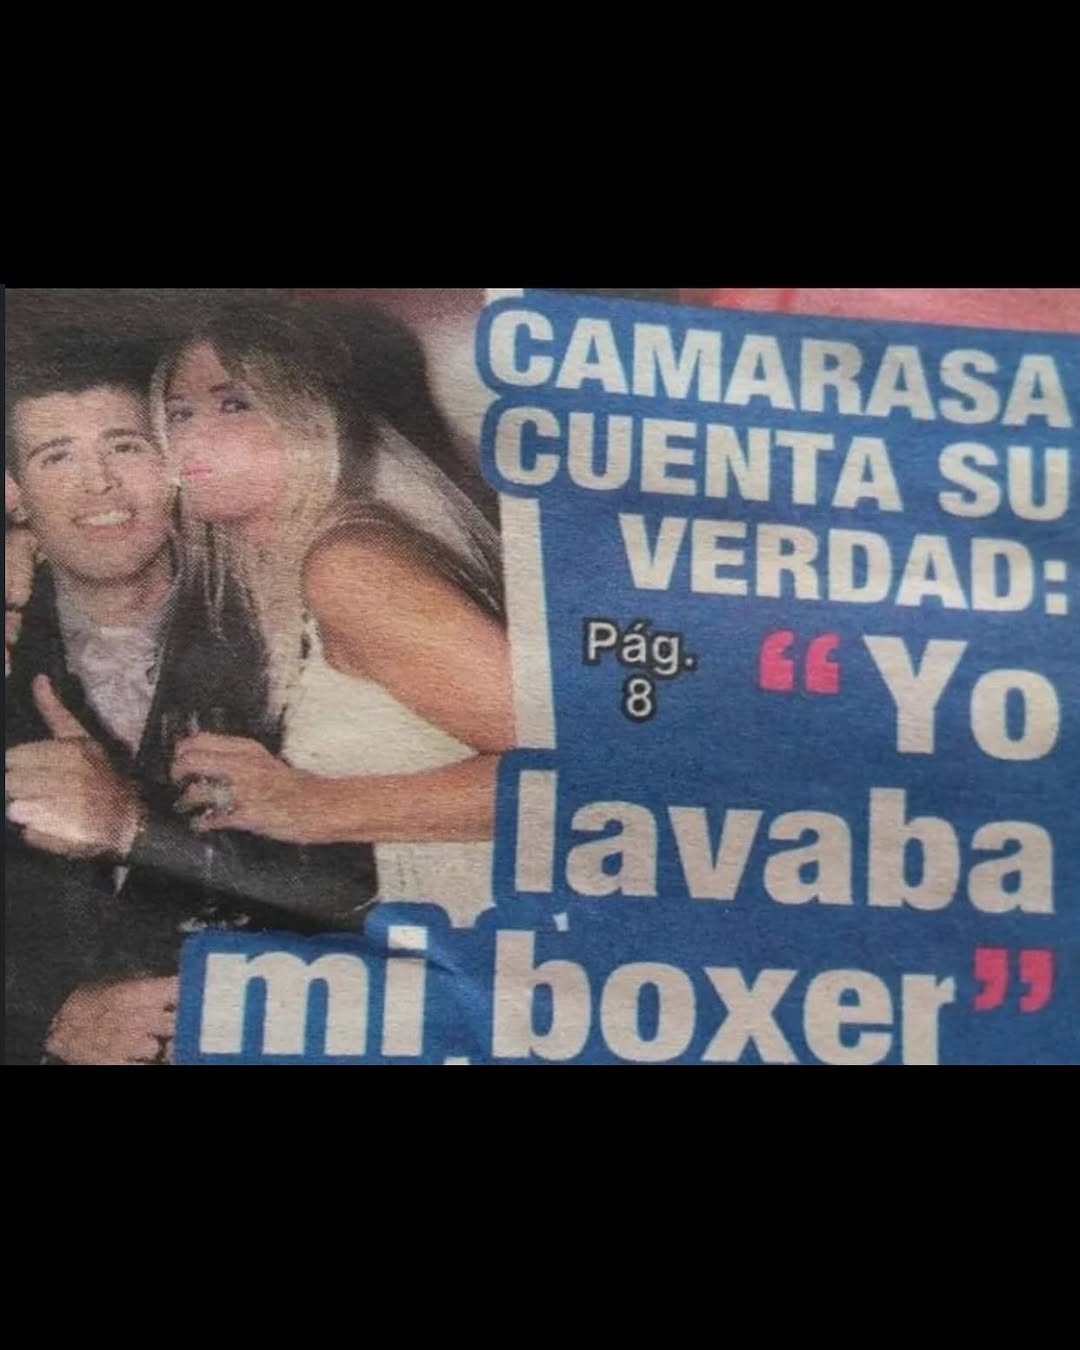 CAMARASA
CUENTA SU
VERDAD:
Pág.
8
“Yo
lavaba
mi boxer”